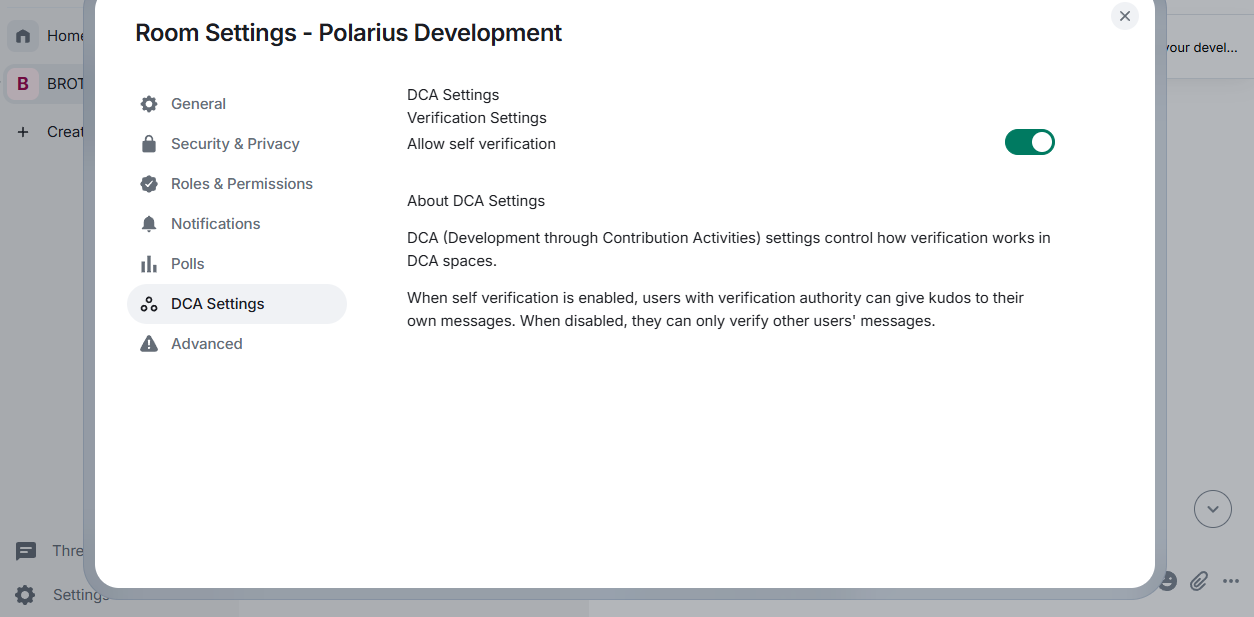 Room Settings - Polarius Development
Home
your devel...
B BROT
Creat
General
Security & Privacy
Roles & Permissions
Notifications
Polls
DCA Settings
Advanced
DCA Settings
Verification Settings
Allow self verification
About DCA Settings
DCA (Development through Contribution Activities) settings control how verification works in
DCA spaces.
When self verification is enabled, users with verification authority can give kudos to their
own messages. When disabled, they can only verify other users' messages.
Thre
Settings